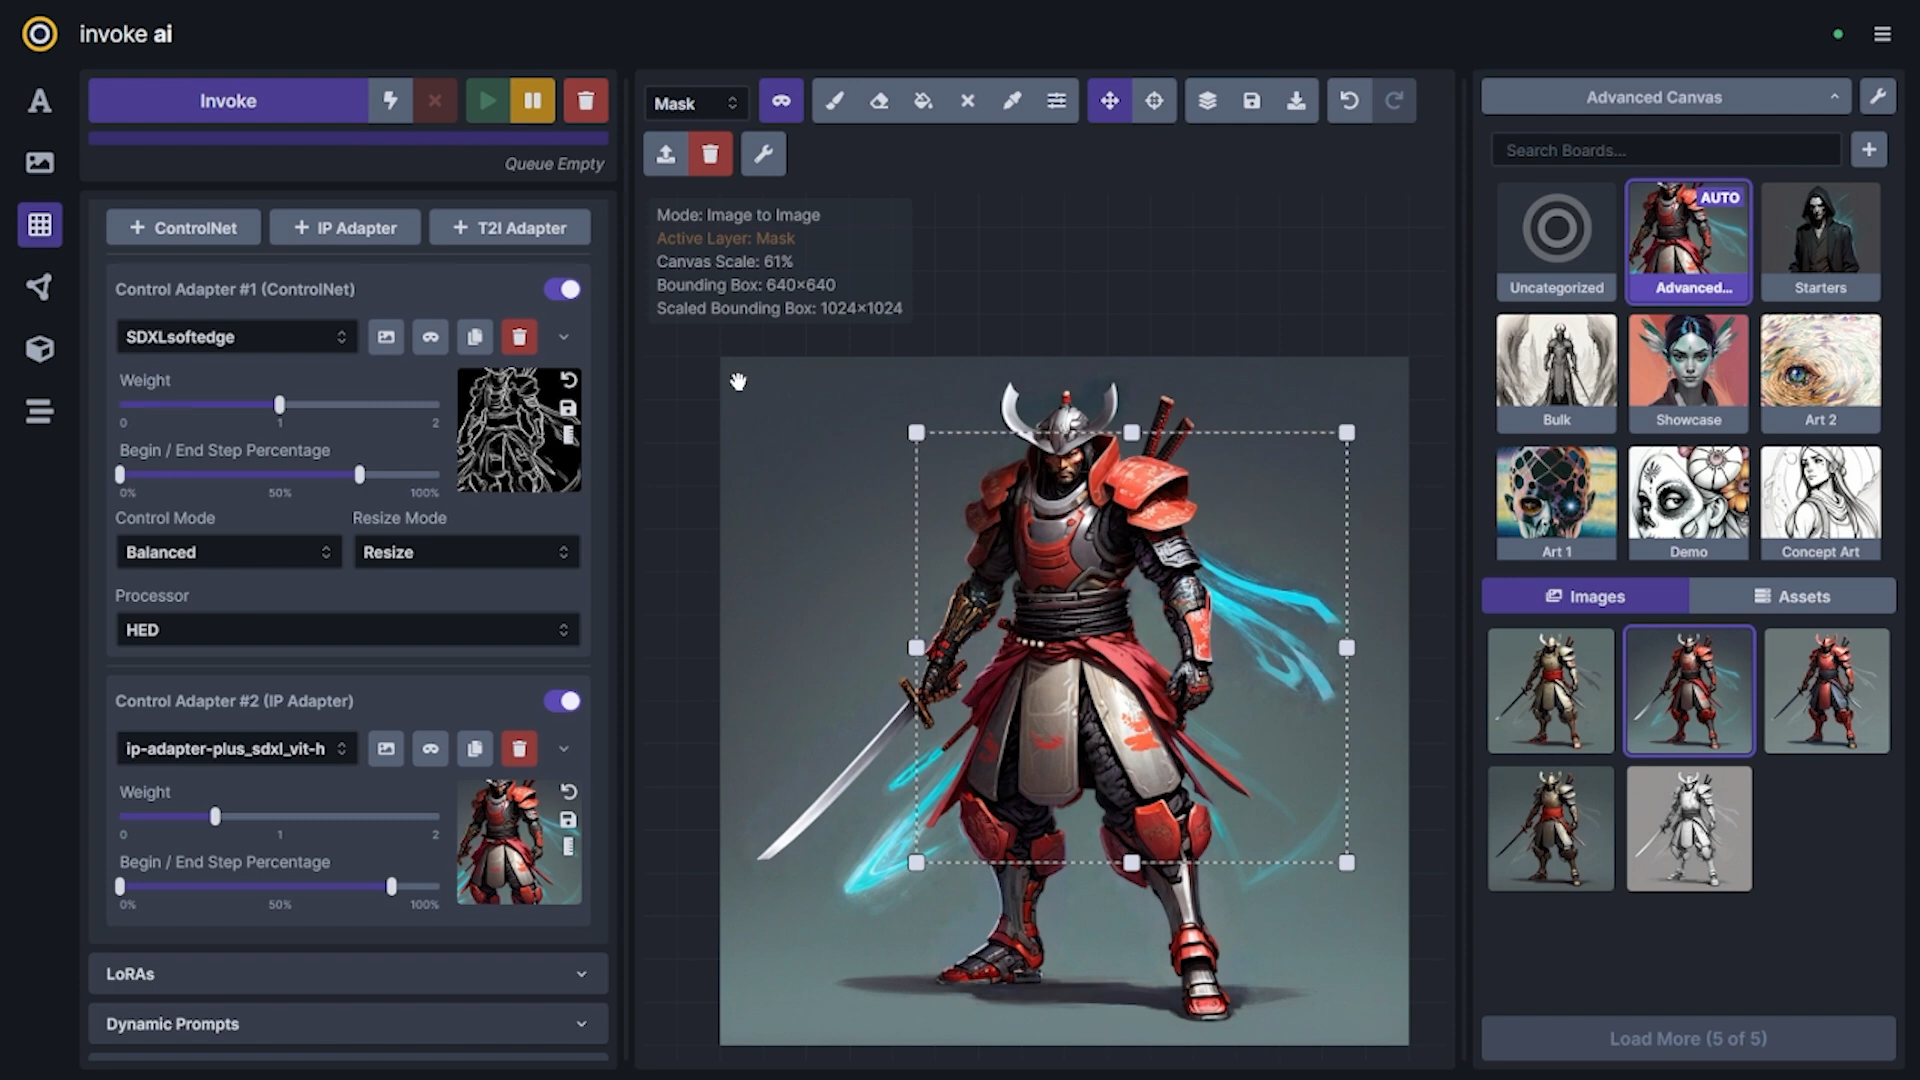 invoke ai
Invoke
Queue Empty
ControlNet
IP Adapter
T2I Adapter
Control Adapter #1 (ControlNet)
SDXLsoftedge
Weight
0
1
2
Begin / End Step Percentage
0%
50%
100%
Control Mode
Resize Mode
Balanced
Resize
Processor
HED
Control Adapter #2 (IP Adapter)
ip-adapter-plus_sdxl_vit-h
Weight
0
1
2
Begin / End Step Percentage
0%
50%
100%
LoRAs
Dynamic Prompts
Mask
Mode: Image to Image
Active Layer: Mask
Canvas Scale: 61%
Bounding Box: 640×640
Scaled Bounding Box: 1024×1024
Advanced Canvas
Search Boards...
AUTO
Uncategorized
Advanced...
Starters
Bulk
Showcase
Art 2
Art 1
Demo
Concept Art
Images
Assets
Load More (5 of 5)